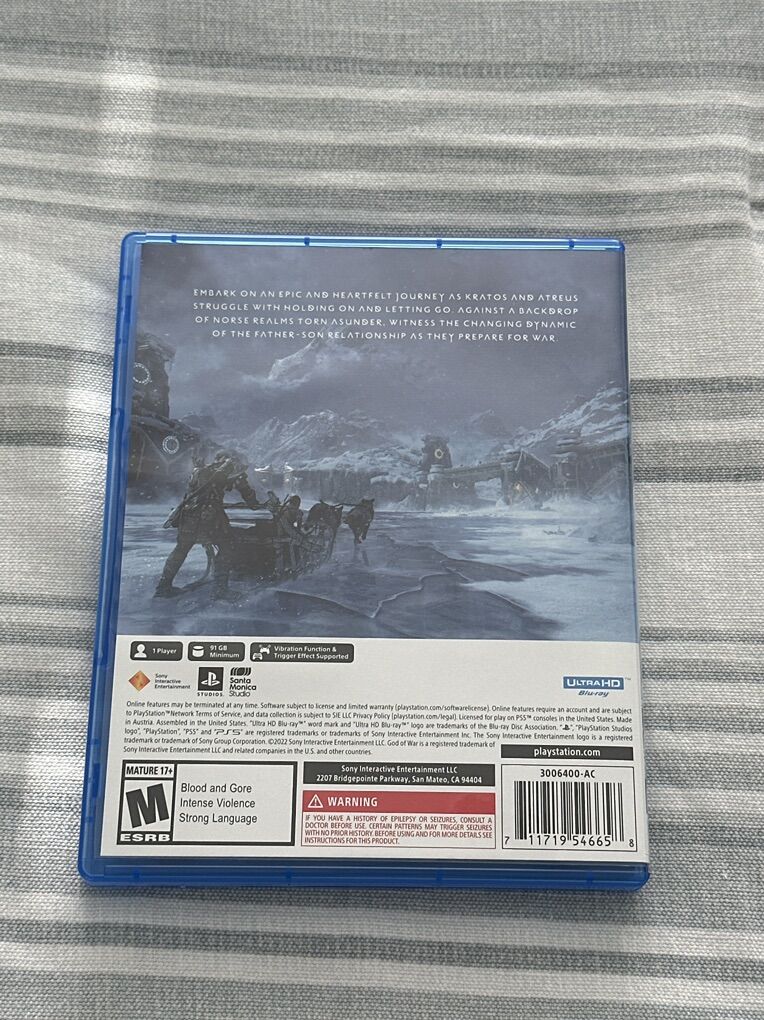 EMBARK ON AN EPIC AND HEARTFELT JOURNEY AS KRATOS AND ATREUS
STRUGGLE WITH HOLDING ON AND LETTING GO. AGAINST A BACKDROP
OF NORSE REALMS TORN ASUNDER, WITNESS THE CHANGING DYNAMIC
OF THE FATHER-SON RELATIONSHIP AS THEY PREPARE FOR WAR.
1 Player
91 GB
Minimum
Vibration Function &
Trigger Effect Supported
Sony
Interactive
Entertainment
STUDIOS
Santa
Monica
Studio
ULTRA HD™
Blu-ray
Online features may be terminated at any time. Software subject to license and limited warranty (playstation.com/softwarelicense). Online features require an account and are subject
to PlayStation™Network Terms of Service, and data collection is subject to SIE LLC Privacy Policy (playstation.com/legal). Licensed for play on PS5™ consoles in the United States. Made
in Austria. Assembled in the United States. "Ultra HD Blu-ray™" word mark and "Ultra HD Blu-ray™" logo are trademarks of the Blu-ray Disc Association. "", "PlayStation Studios
logo", "PlayStation", "PS5" and "PS5" are registered trademarks or trademarks of Sony Interactive Entertainment Inc. The Sony Interactive Entertainment logo is a registered
trademark or trademark of Sony Group Corporation. ©2022 Sony Interactive Entertainment LLC. God of War is a registered trademark of
Sony Interactive Entertainment LLC and related companies in the U.S. and other countries.
playstation.com
MATURE 17+
M
ESRB
Blood and Gore
Intense Violence
Strong Language
Sony Interactive Entertainment LLC
2207 Bridgepointe Parkway, San Mateo, CA 94404
WARNING
IF YOU HAVE A HISTORY OF EPILEPSY OR SEIZURES, CONSULT A
DOCTOR BEFORE USE. CERTAIN PATTERNS MAY TRIGGER SEIZURES
WITH NO PRIOR HISTORY. BEFORE USING AND FOR MORE DETAILS SEE
INSTRUCTIONS FOR THIS PRODUCT.
3006400-AC
7 11719 54665 8